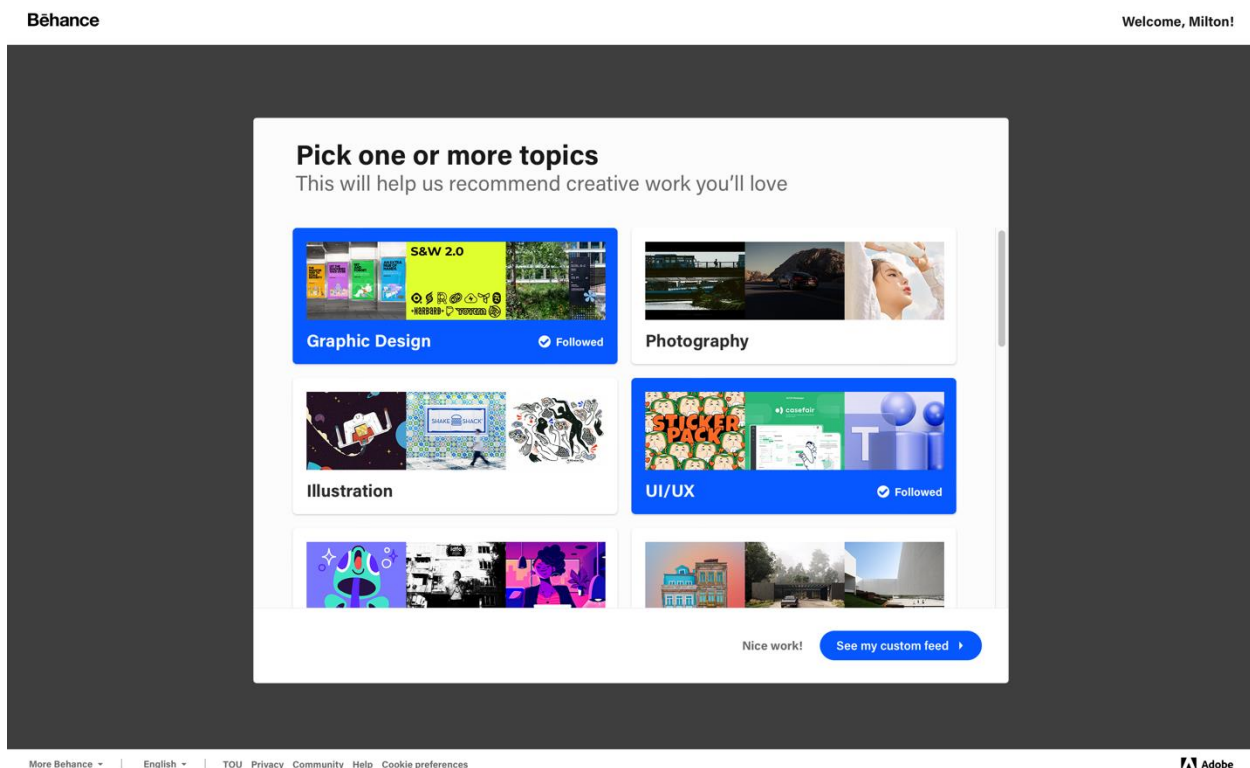 Bēhance
Welcome, Milton!
Pick one or more topics
This will help us recommend creative work you’ll love
S&W 2.0
Graphic Design
Followed
Photography
SHAKE SHACK
Illustration
STICKER
PACK
casefair
T
UI/UX
Followed
Nice work!
See my custom feed
More Behance
English
TOU Privacy Community Help Cookie preferences
Adobe